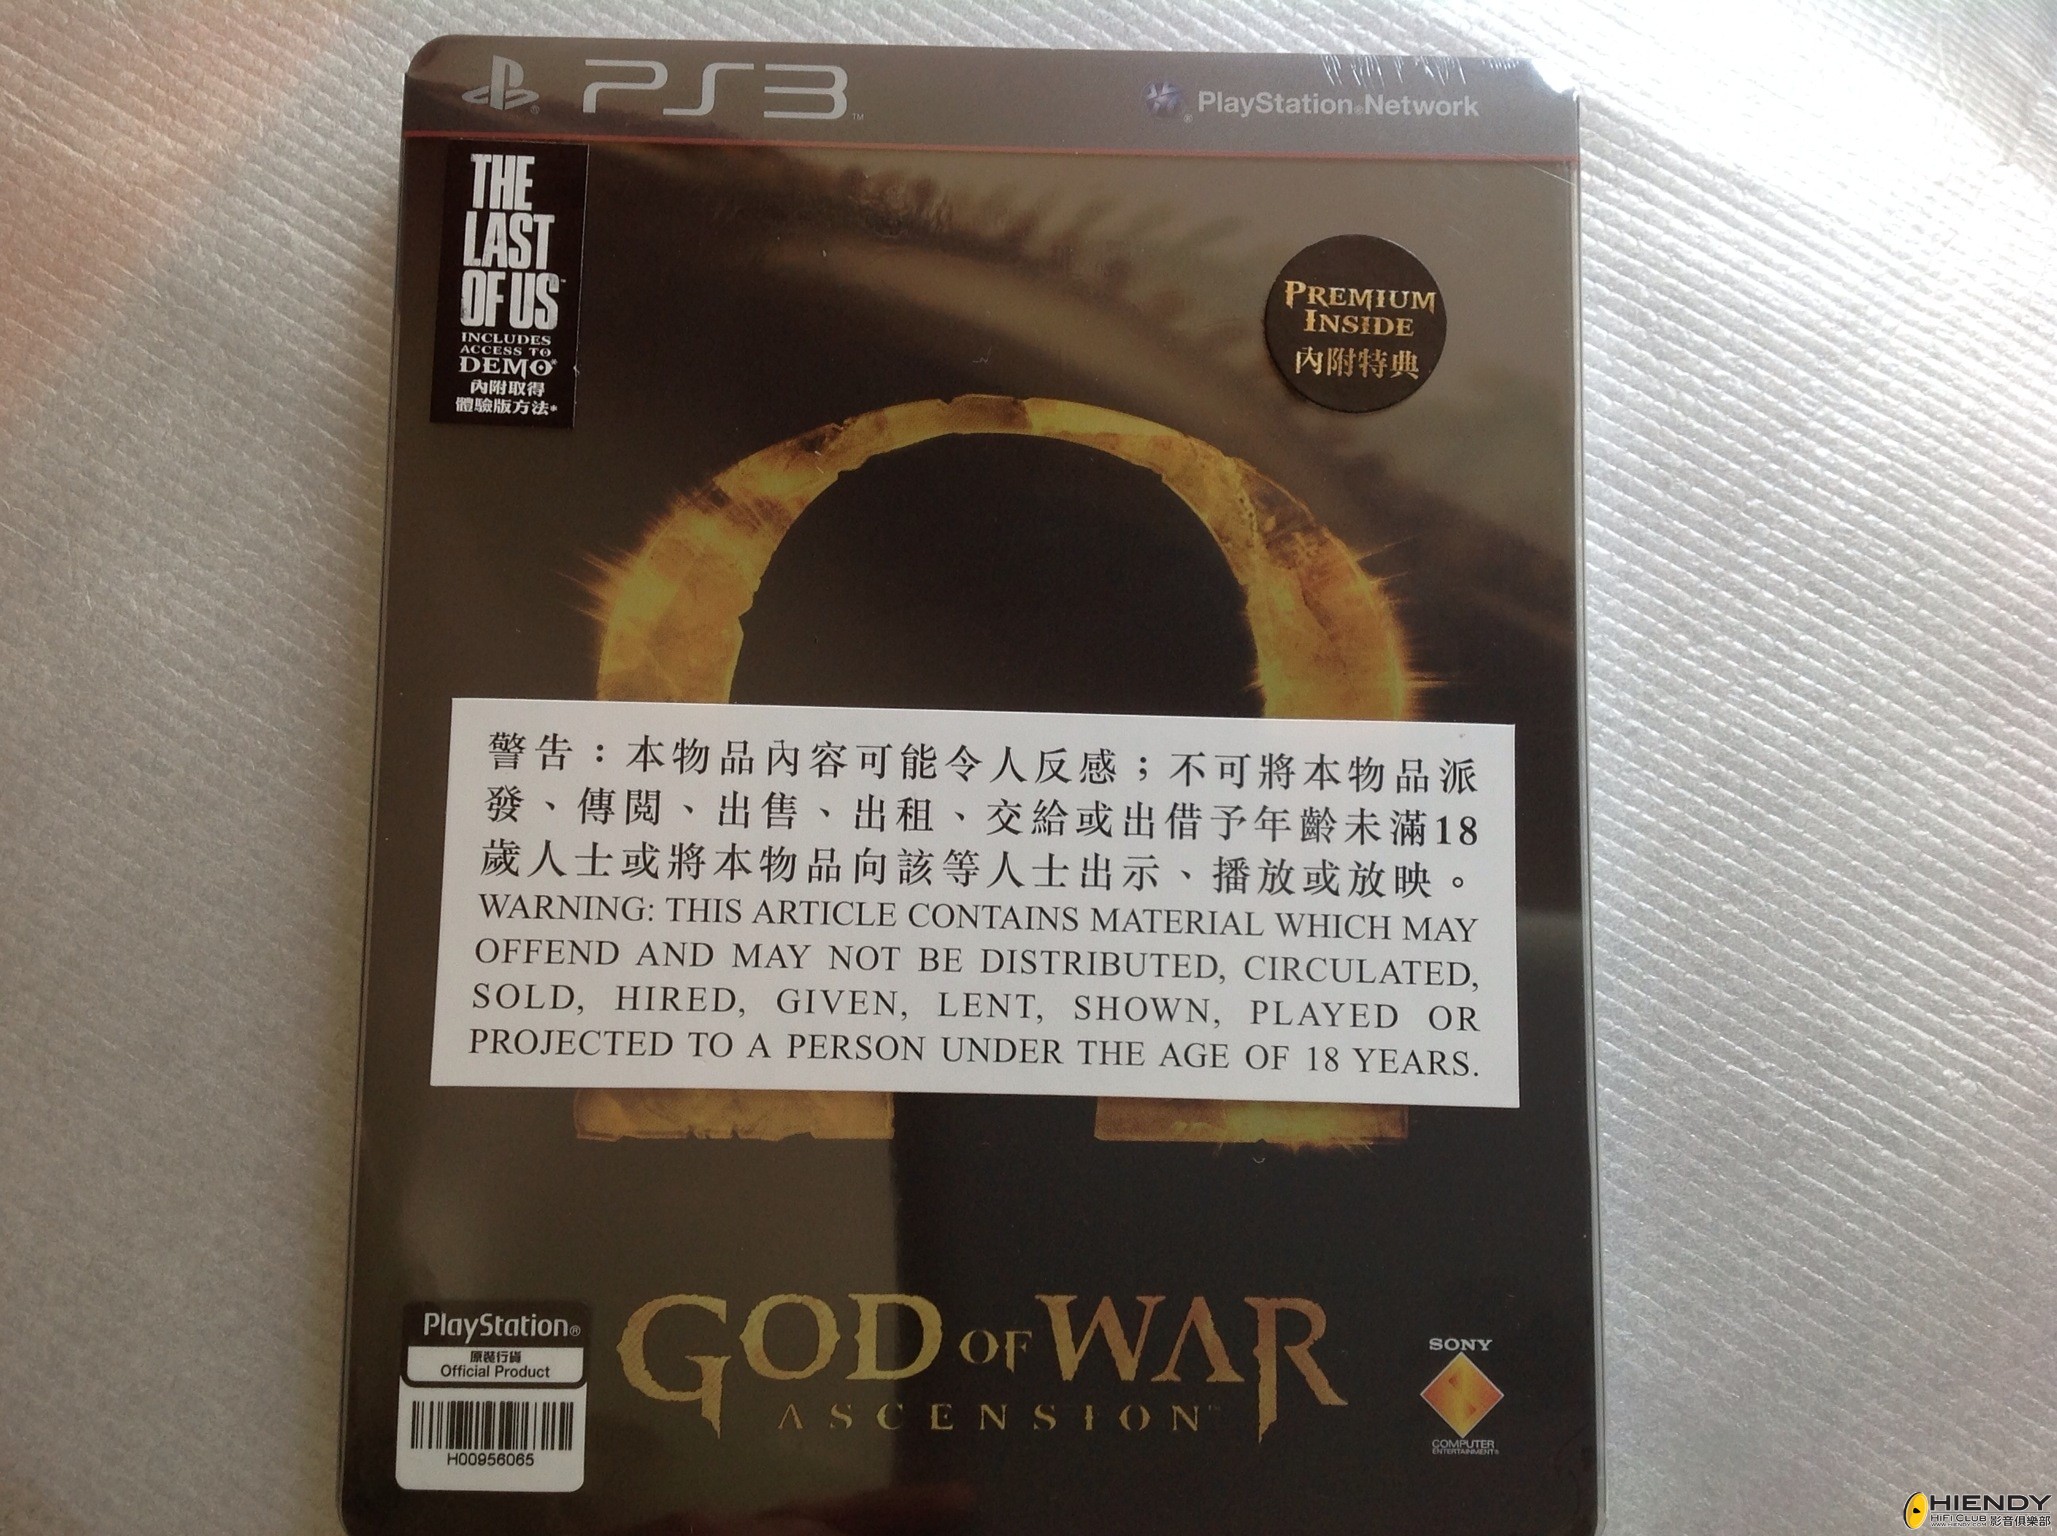 PS3™
PlayStation®Network
THE
LAST
OF US™
INCLUDES
ACCESS TO
DEMO*
內附取得
體驗版方法*
PREMIUM
INSIDE
內附特典
警告：本物品內容可能令人反感；不可將本物品派
發、傳閱、出售、出租、交給或出借予年齡未滿18
歲人士或將本物品向該等人士出示、播放或放映。
WARNING: THIS ARTICLE CONTAINS MATERIAL WHICH MAY
OFFEND AND MAY NOT BE DISTRIBUTED, CIRCULATED,
SOLD, HIRED, GIVEN, LENT, SHOWN, PLAYED OR
PROJECTED TO A PERSON UNDER THE AGE OF 18 YEARS.
PlayStation®
原裝行貨
Official Product
H00956065
GOD OF WAR
ASCENSION™
SONY
COMPUTER
ENTERTAINMENT®
HIENDY
HIFI CLUB 影音俱樂部
WWW.HIENDY.COM